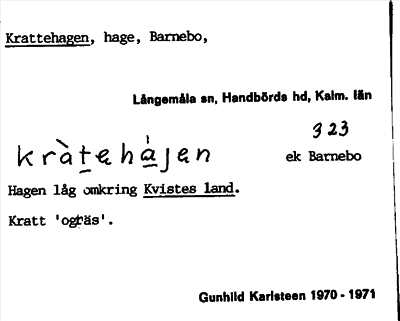 Krattehagen, hage, Barnebo,
Långemåla sn, Handbörds hd, Kalm. län
323
kràtehájen
ek Barnebo
Hagen låg omkring Kvistes land.
Kratt 'ogräs'.
Gunhild Karlsteen 1970 - 1971